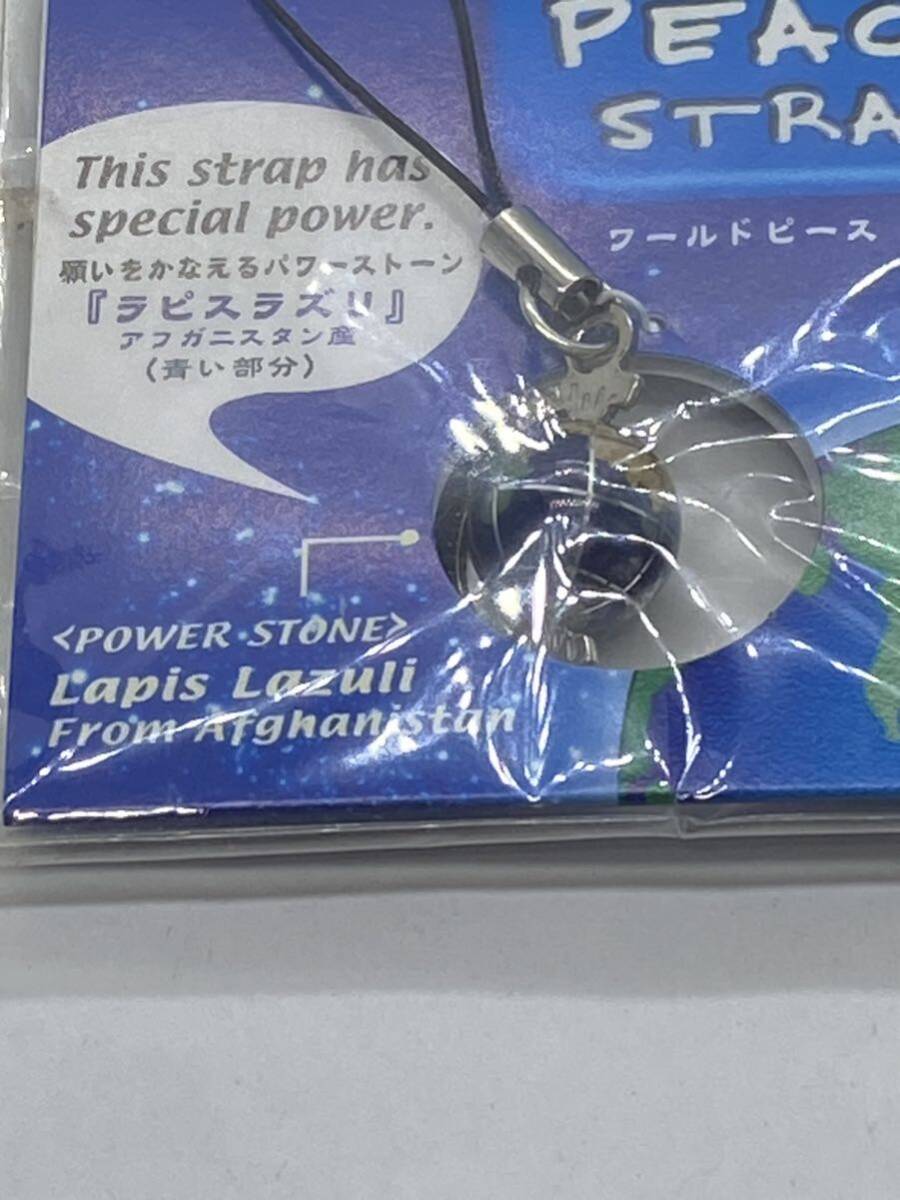 PEAC
STRA
ワールドピース
This strap has
special power.
願いをかなえるパワーストーン
『ラピスラズリ』
アフガニスタン産
(青い部分)
<POWER STONE>
Lapis Lazuli
From Afghanistan